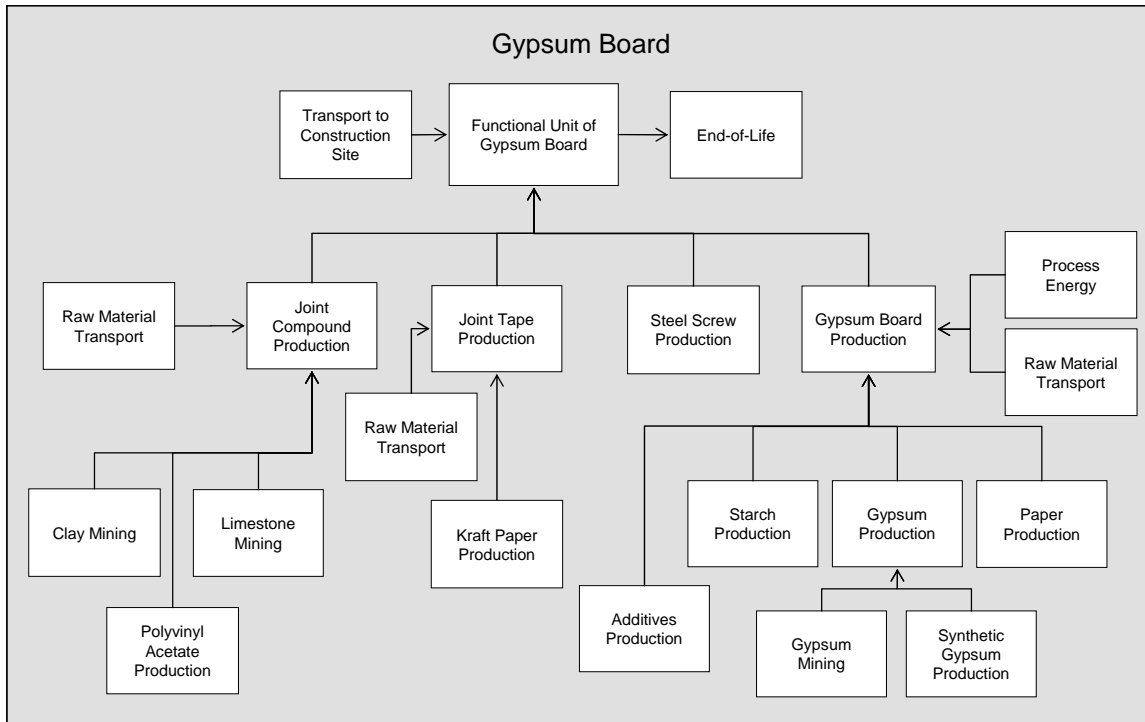 Gypsum Board
Transport to
Construction
Site
Functional Unit of
Gypsum Board
End-of-Life
Process
Energy
Raw Material
Transport
Joint
Compound
Production
Joint Tape
Production
Steel Screw
Production
Gypsum Board
Production
Raw Material
Transport
Raw Material
Transport
Clay Mining
Limestone
Mining
Kraft Paper
Production
Starch
Production
Gypsum
Production
Paper
Production
Polyvinyl
Acetate
Production
Additives
Production
Gypsum
Mining
Synthetic
Gypsum
Production